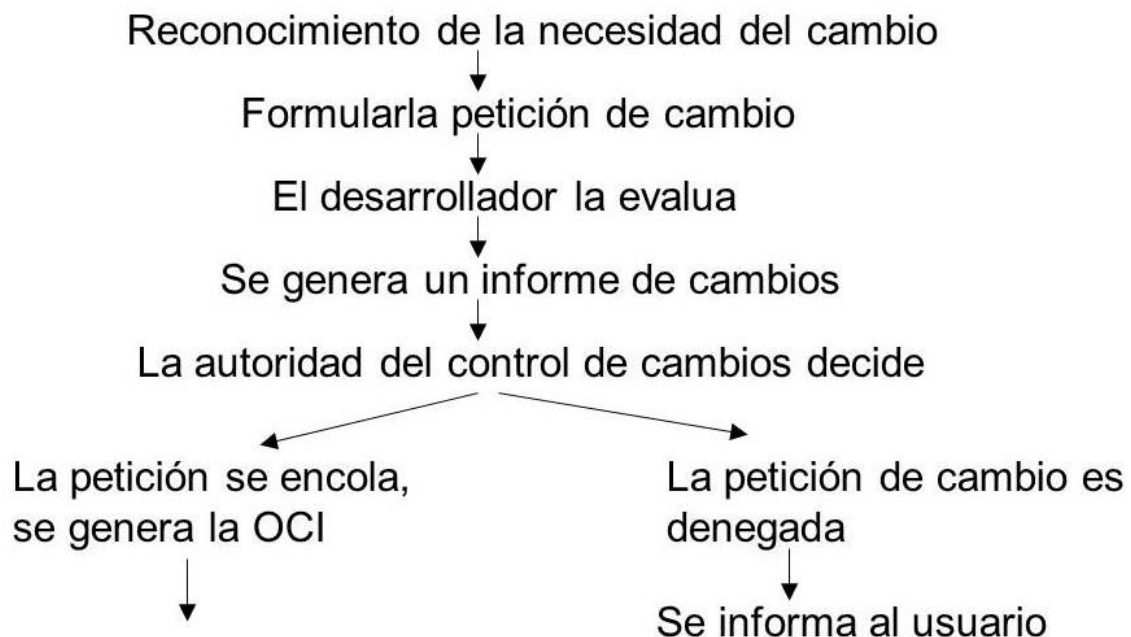 Reconocimiento de la necesidad del cambio
Formularla petición de cambio
El desarrollador la evalua
Se genera un informe de cambios
La autoridad del control de cambios decide
La petición se encola,
se genera la OCI
La petición de cambio es
denegada
Se informa al usuario